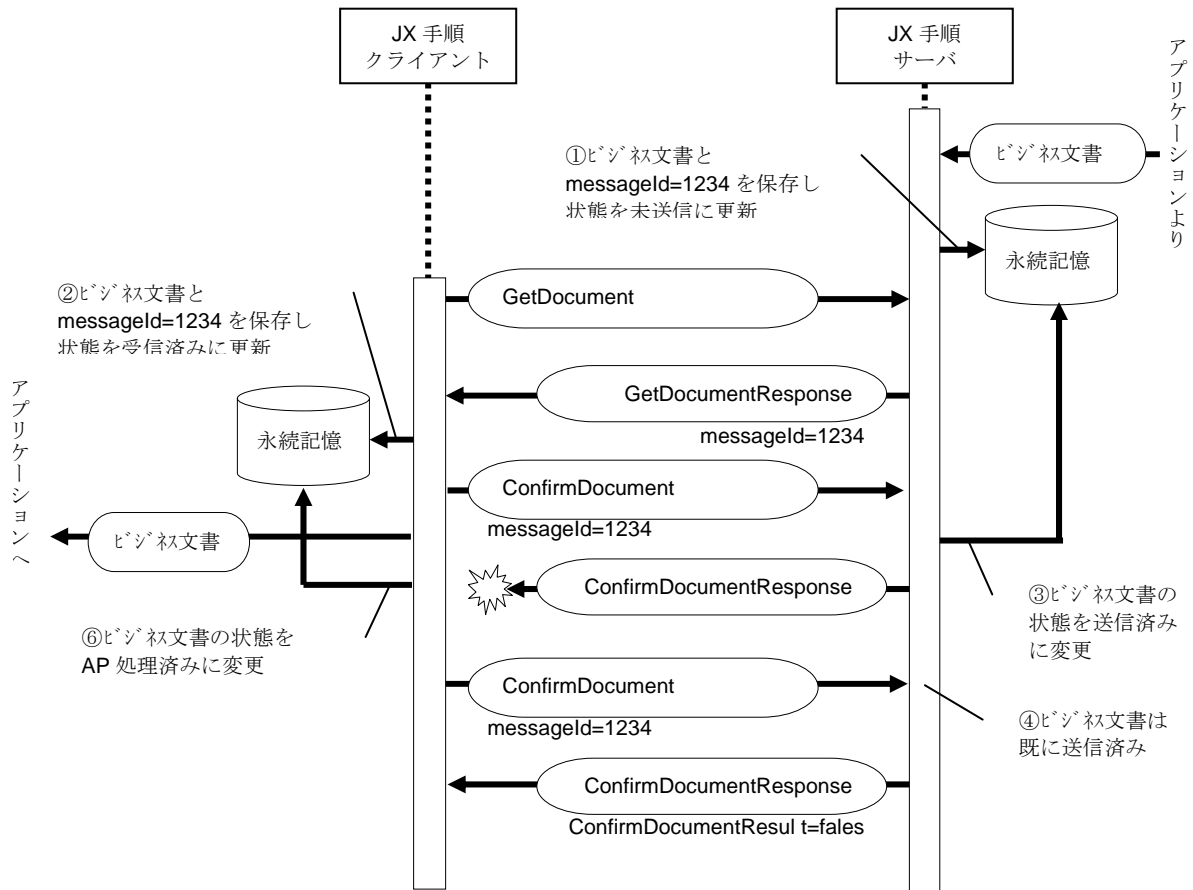 JX 手順
クライアント
JX 手順
サーバ
アプリケーションより
ビジネス文書
①ビジネス文書と
messageId=1234 を保存し
状態を未送信に更新
永続記憶
GetDocument
②ビジネス文書と
messageId=1234 を保存し
状態を受信済みに更新
GetDocumentResponse
messageId=1234
アプリケーションへ
永続記憶
ConfirmDocument
messageId=1234
ビジネス文書
ConfirmDocumentResponse
③ビジネス文書の
状態を送信済み
に変更
⑥ビジネス文書の状態を
AP 処理済みに変更
ConfirmDocument
messageId=1234
④ビジネス文書は
既に送信済み
ConfirmDocumentResponse
ConfirmDocumentResul t=fales